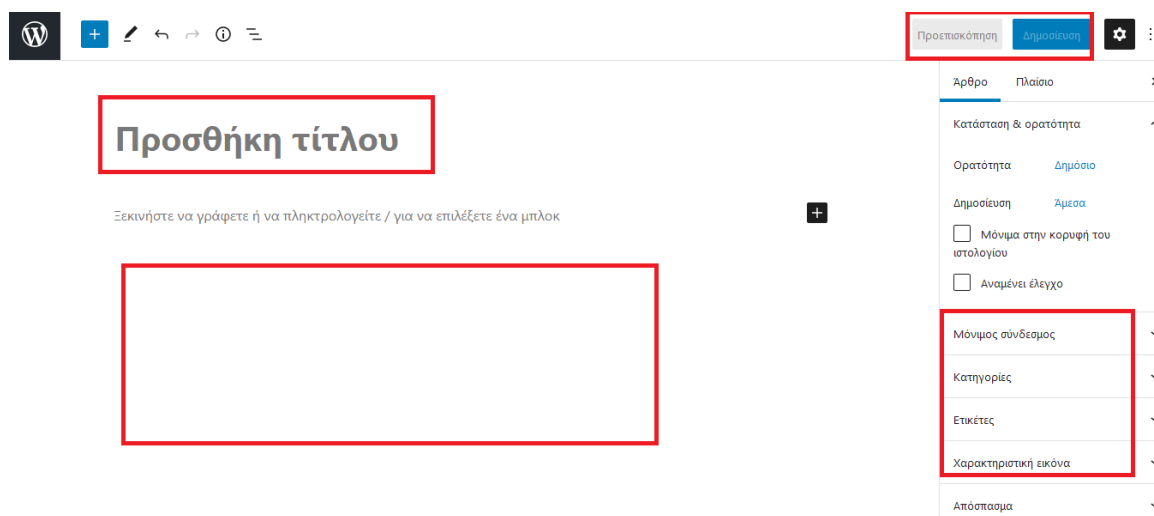 Προεπισκόπηση Δημοσίευση
Άρθρο Πλαίσιο
Προσθήκη τίτλου
Ξεκινήστε να γράφετε ή να πληκτρολογείτε / για να επιλέξετε ένα μπλοκ
Κατάσταση & ορατότητα
Ορατότητα Δημόσιο
Δημοσίευση Άμεσα
Μόνιμα στην κορυφή του
ιστολογίου
Αναμένει έλεγχο
Μόνιμος σύνδεσμος
Κατηγορίες
Ετικέτες
Χαρακτηριστική εικόνα
Απόσπασμα